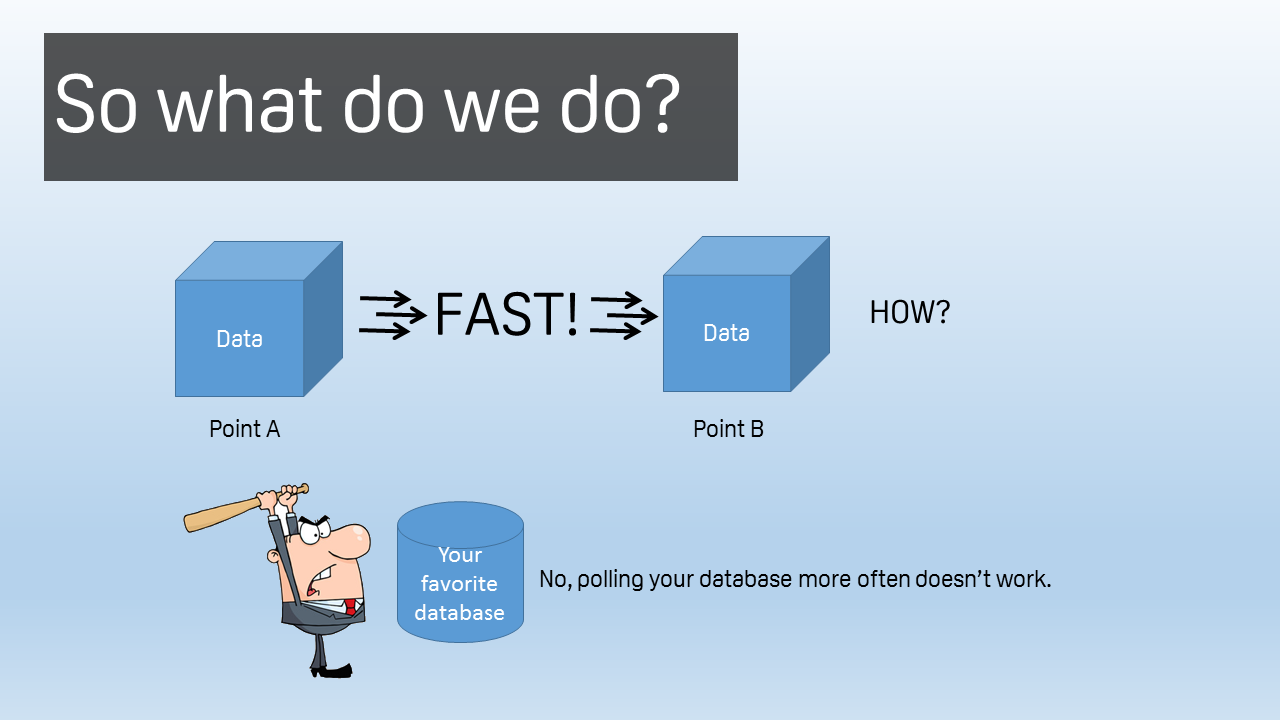 So what do we do?
Data
FAST!
Data
HOW?
Point A
Point B
Your
favorite
database
No, polling your database more often doesn't work.